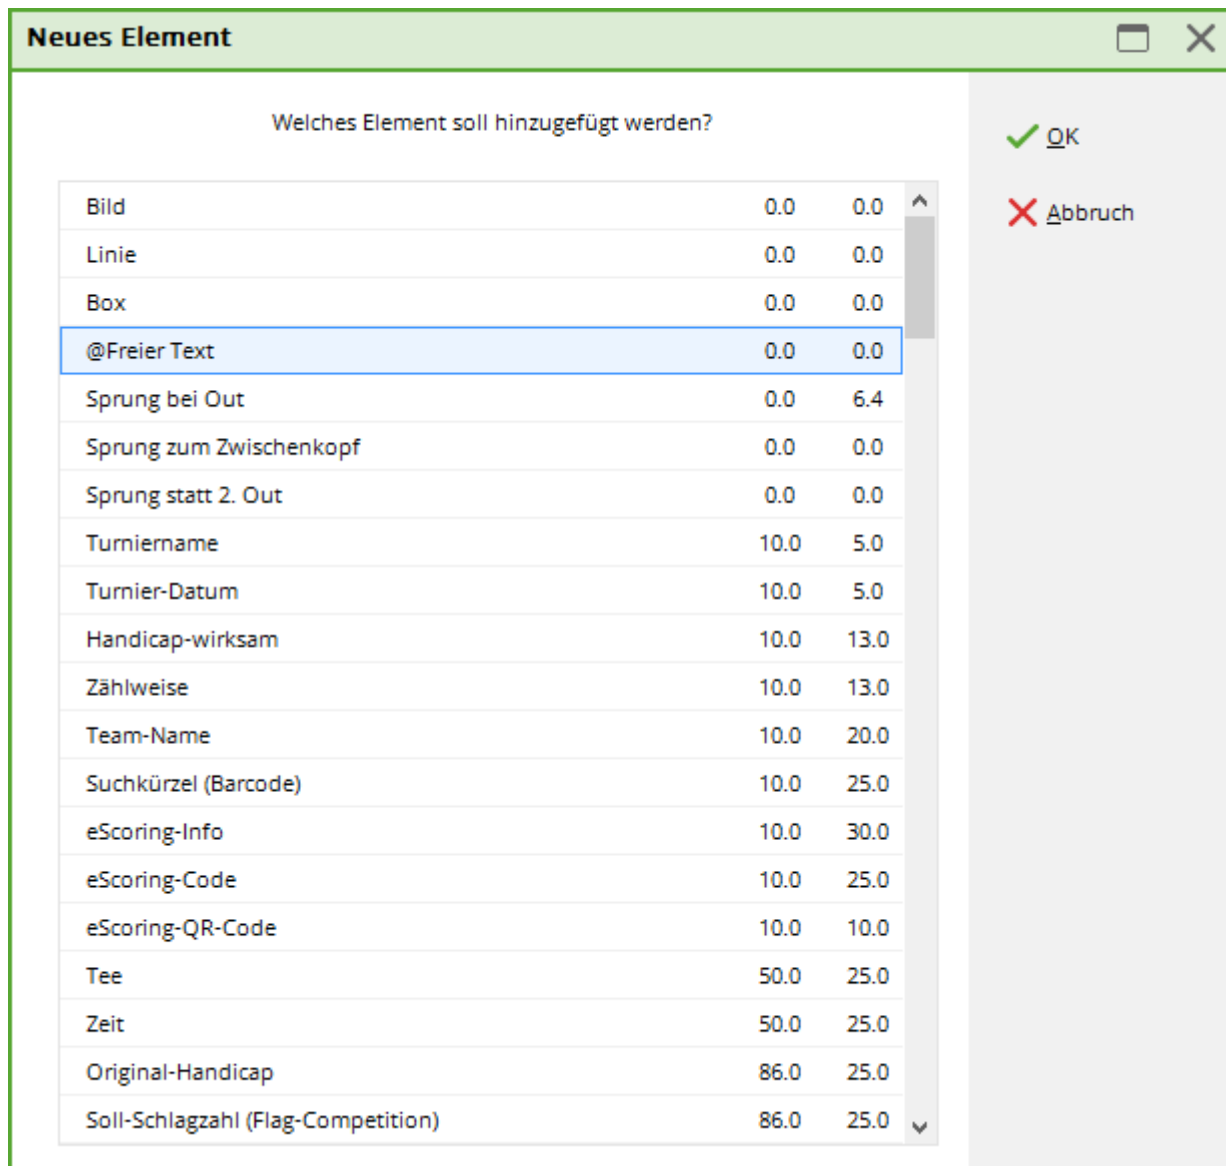 Neues Element
Welches Element soll hinzugefügt werden?
OK
Abbruch
Bild 0.0 0.0
Linie 0.0 0.0
Box 0.0 0.0
@Freier Text 0.0 0.0
Sprung bei Out 0.0 6.4
Sprung zum Zwischenkopf 0.0 0.0
Sprung statt 2. Out 0.0 0.0
Turniername 10.0 5.0
Turnier-Datum 10.0 5.0
Handicap-wirksam 10.0 13.0
Zählweise 10.0 13.0
Team-Name 10.0 20.0
Suchkürzel (Barcode) 10.0 25.0
eScoring-Info 10.0 30.0
eScoring-Code 10.0 25.0
eScoring-QR-Code 10.0 10.0
Tee 50.0 25.0
Zeit 50.0 25.0
Original-Handicap 86.0 25.0
Soll-Schlagzahl (Flag-Competition) 86.0 25.0